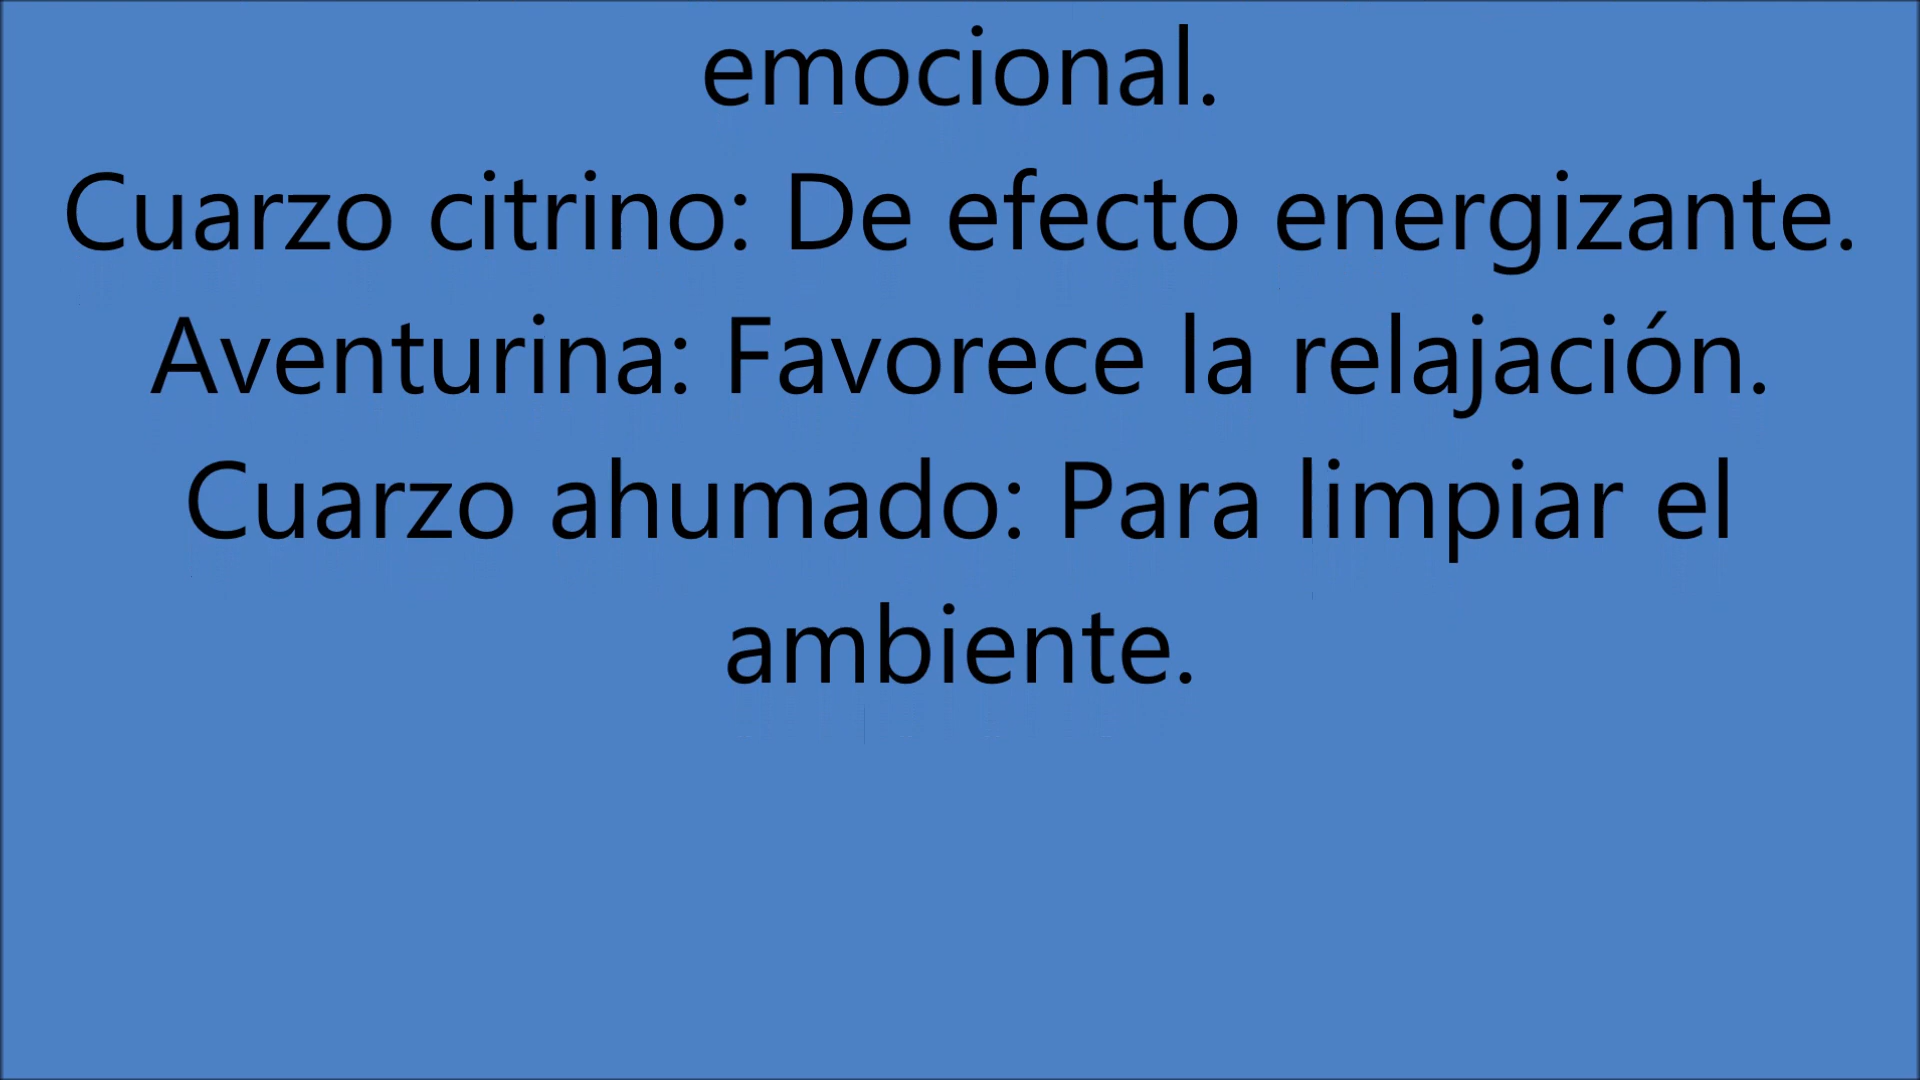 emocional.
Cuarzo citrino: De efecto energizante.
Aventurina: Favorece la relajación.
Cuarzo ahumado: Para limpiar el
ambiente.